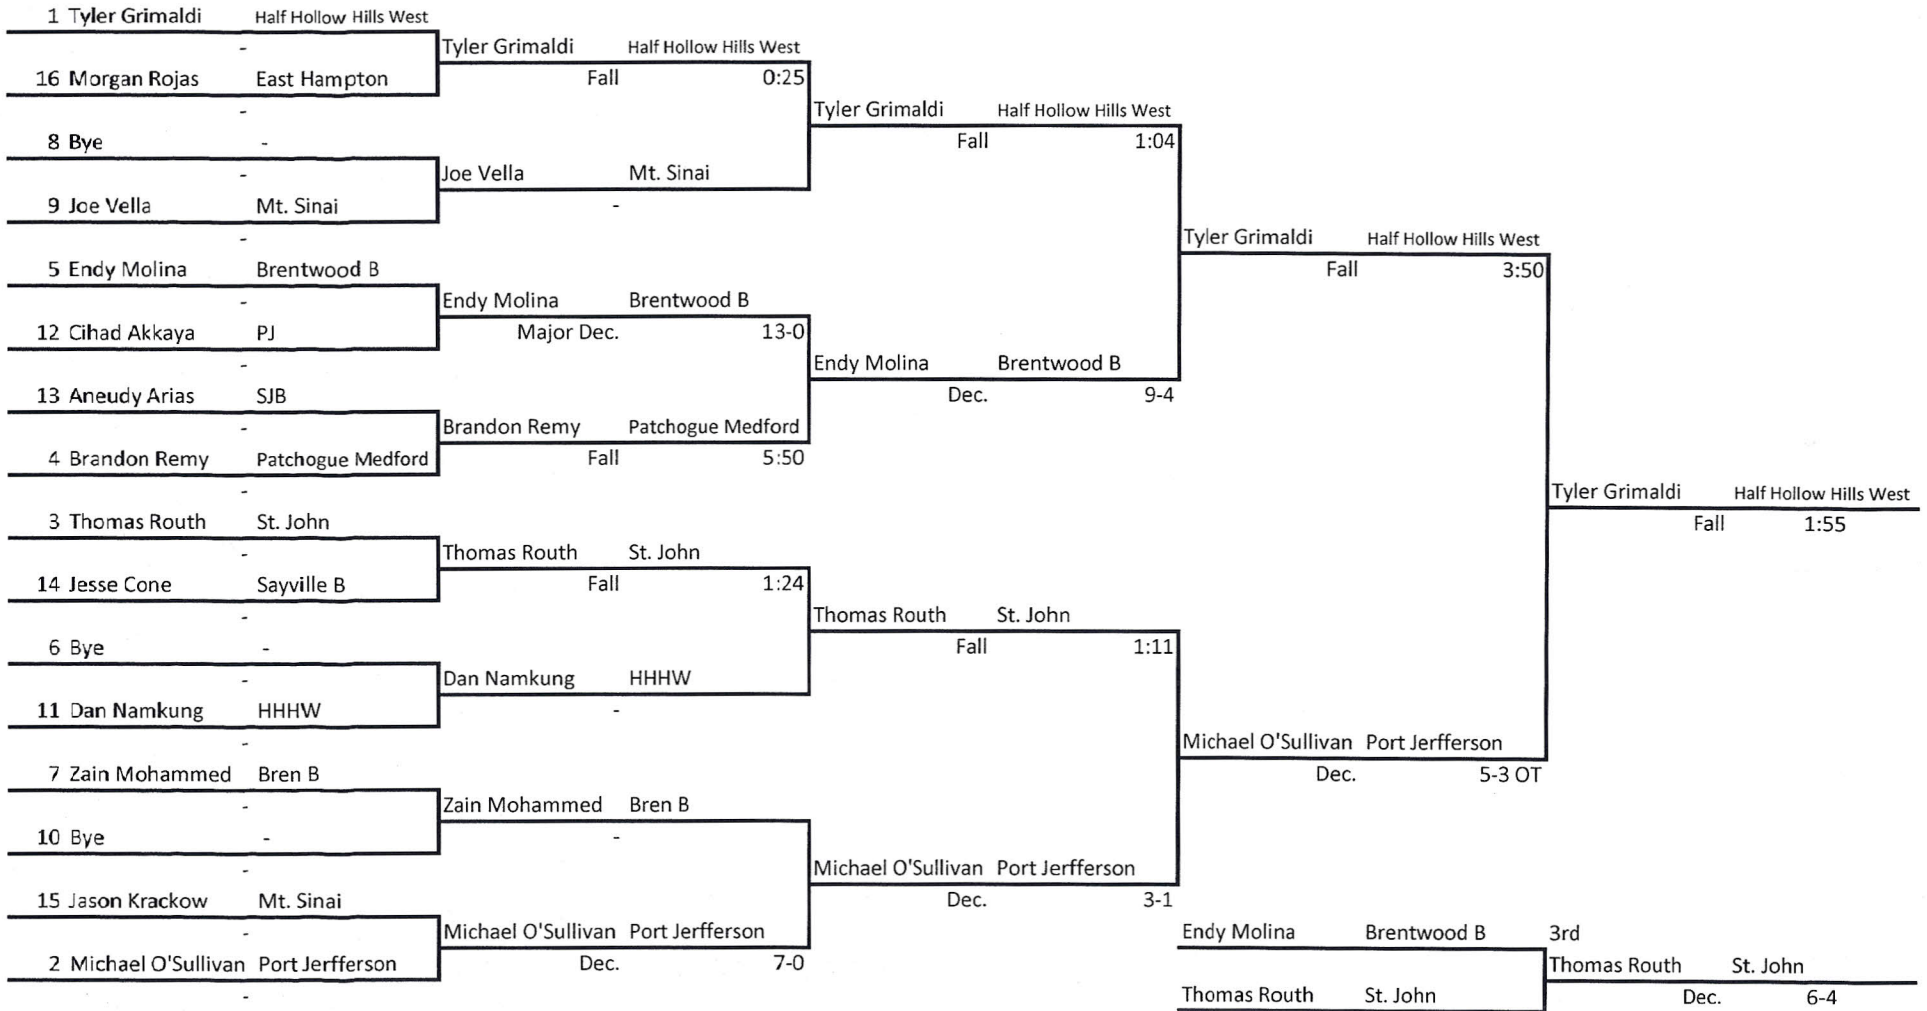 1 Tyler Grimaldi Half Hollow Hills West
-
16 Morgan Rojas East Hampton
-
8 Bye -
-
9 Joe Vella Mt. Sinai
-
5 Endy Molina Brentwood B
-
12 Cihad Akkaya PJ
-
13 Aneudy Arias SJB
-
4 Brandon Remy Patchogue Medford
-
3 Thomas Routh St. John
-
14 Jesse Cone Sayville B
-
6 Bye -
-
11 Dan Namkung HHHW
-
7 Zain Mohammed Bren B
-
10 Bye -
-
15 Jason Krackow Mt. Sinai
-
2 Michael O'Sullivan Port Jerfferson
-
Tyler Grimaldi Half Hollow Hills West
Fall 0:25
Joe Vella Mt. Sinai
-
Endy Molina Brentwood B
Major Dec. 13-0
Brandon Remy Patchogue Medford
Fall 5:50
Thomas Routh St. John
Fall 1:24
Dan Namkung HHHW
-
Zain Mohammed Bren B
-
Michael O'Sullivan Port Jerfferson
Dec. 7-0
Tyler Grimaldi Half Hollow Hills West
Fall 1:04
Endy Molina Brentwood B
Dec. 9-4
Thomas Routh St. John
Fall 1:11
Michael O'Sullivan Port Jerfferson
Dec. 3-1
Tyler Grimaldi Half Hollow Hills West
Fall 3:50
Michael O'Sullivan Port Jerfferson
Dec. 5-3 OT
Tyler Grimaldi Half Hollow Hills West
Fall 1:55
Endy Molina Brentwood B 3rd
Thomas Routh St. John
Thomas Routh St. John
Dec. 6-4